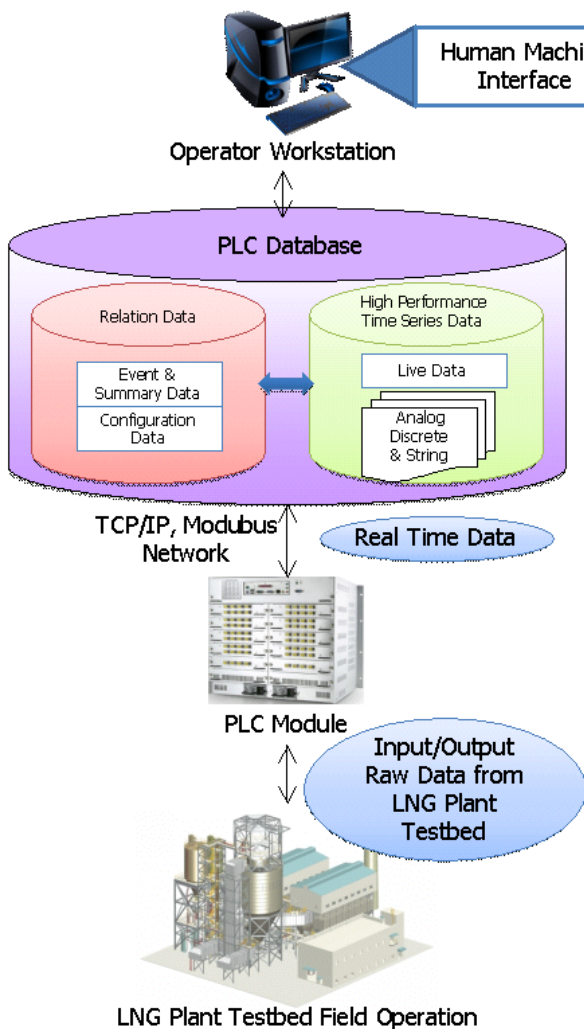 Human Machi
Interface
Operator Workstation
PLC Database
Relation Data
Event &
Summary Data
Configuration
Data
High Performance
Time Series Data
Live Data
Analog
Discrete
& String
TCP/IP, Modubus
Network
Real Time Data
PLC Module
Input/Output
Raw Data from
LNG Plant
Testbed
LNG Plant Testbed Field Operation